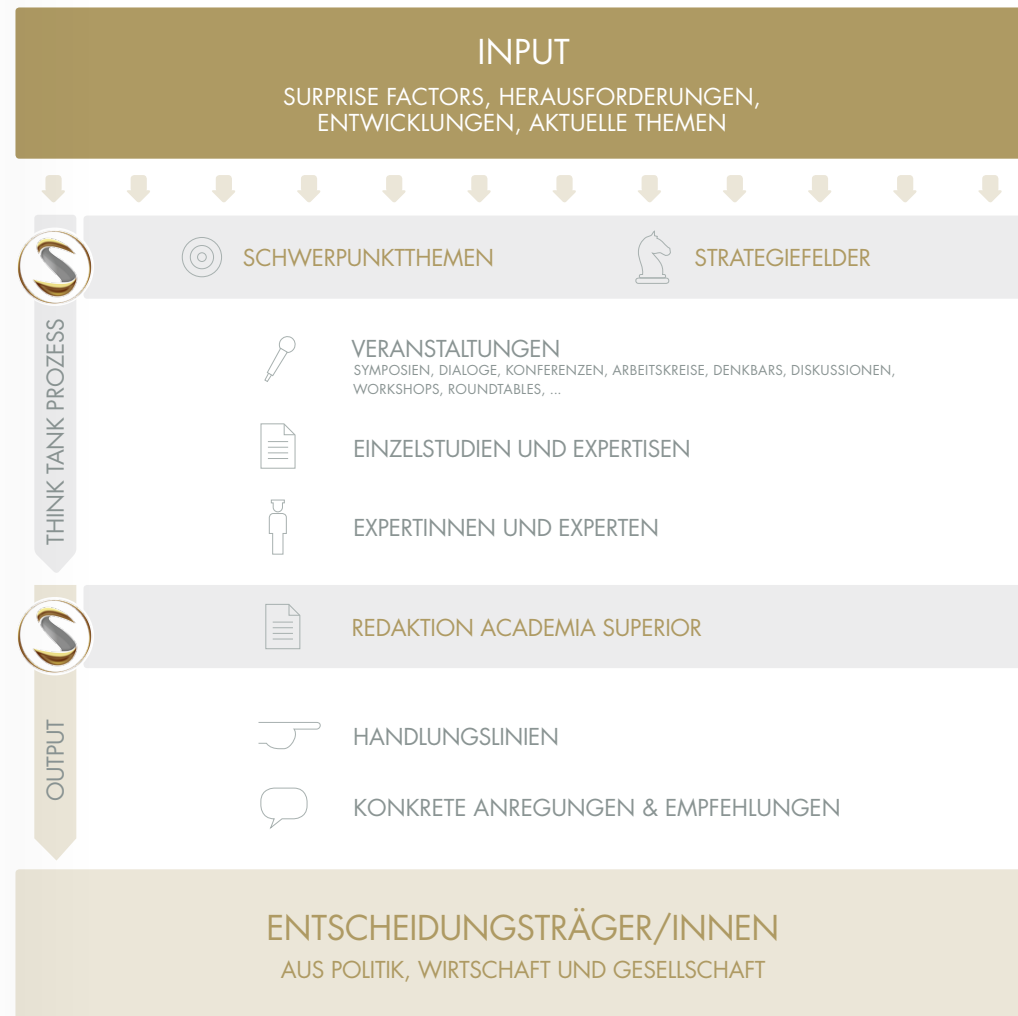 INPUT
SURPRISE FACTORS, HERAUSFORDERUNGEN,
ENTWICKLUNGEN, AKTUELLE THEMEN
SCHWERPUNKTTHEMEN
STRATEGIEFELDER
THINK TANK PROZESS
VERANSTALTUNGEN
SYMPOSIEN, DIALOGE, KONFERENZEN, ARBEITSKREISE, DENKBARS, DISKUSSIONEN,
WORKSHOPS, ROUNDTABLES, ...
EINZELSTUDIEN UND EXPERTISEN
EXPERTINNEN UND EXPERTEN
REDAKTION ACADEMIA SUPERIOR
OUTPUT
HANDLUNGSLINIEN
KONKRETE ANREGUNGEN & EMPFEHLUNGEN
ENTSCHEIDUNGSTRÄGER/INNEN
AUS POLITIK, WIRTSCHAFT UND GESELLSCHAFT